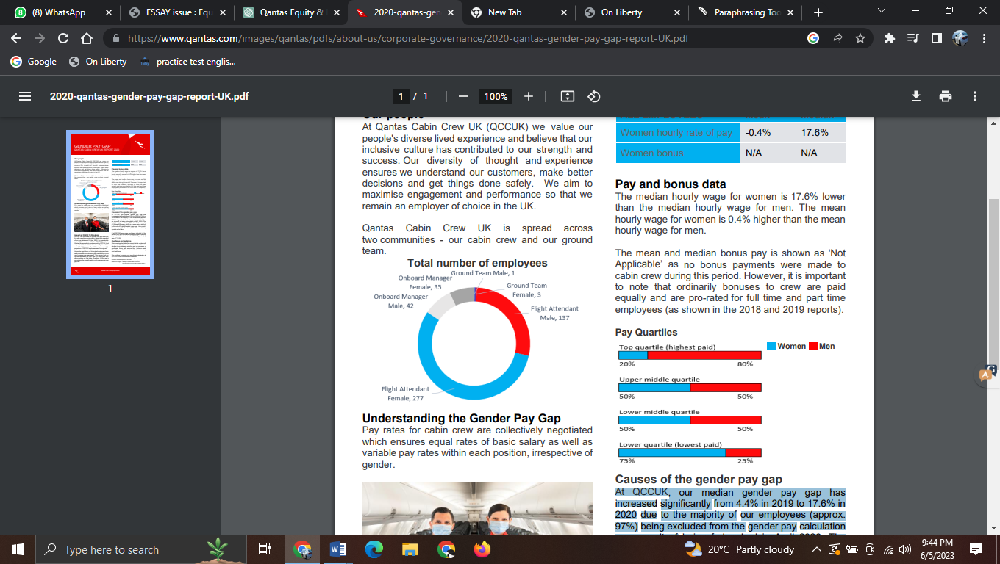 (8) WhatsApp
ESSAY issue : Equ
Qantas Equity &
2020-qantas-gen
New Tab
On Liberty
Paraphrasing Too
https://www.qantas.com/images/qantas/pdfs/about-us/corporate-governance/2020-qantas-gender-pay-gap-report-UK.pdf
Google
On Liberty
practice test englis...
2020-qantas-gender-pay-gap-report-UK.pdf
1 / 1
100%
GENDER PAY GAP
1
Our people
At Qantas Cabin Crew UK (QCCUK) we value our
people's diverse lived experience and believe that our
inclusive culture has contributed to our strength and
success. Our diversity of thought and experience
ensures we understand our customers, make better
decisions and get things done safely. We aim to
maximise engagement and performance so that we
remain an employer of choice in the UK.
Qantas Cabin Crew UK is spread across
two communities - our cabin crew and our ground
team.
Total number of employees
Ground Team Male, 1
Onboard Manager
Female, 35
Ground Team
Female, 3
Onboard Manager
Male, 42
Flight Attendant
Male, 137
Flight Attendant
Female, 277
Understanding the Gender Pay Gap
Pay rates for cabin crew are collectively negotiated
which ensures equal rates of basic salary as well as
variable pay rates within each position, irrespective of
gender.
Women hourly rate of pay -0.4% 17.6%
Women bonus N/A N/A
Pay and bonus data
The median hourly wage for women is 17.6% lower
than the median hourly wage for men. The mean
hourly wage for women is 0.4% higher than the mean
hourly wage for men.
The mean and median bonus pay is shown as ‘Not
Applicable’ as no bonus payments were made to
cabin crew during this period. However, it is important
to note that ordinarily bonuses to crew are paid
equally and are pro-rated for full time and part time
employees (as shown in the 2018 and 2019 reports).
Pay Quartiles
Women Men
Top quartile (highest paid)
20% 80%
Upper middle quartile
50% 50%
Lower middle quartile
50% 50%
Lower quartile (lowest paid)
75% 25%
Causes of the gender pay gap
At QCCUK, our median gender pay gap has
increased significantly from 4.4% in 2019 to 17.6% in
2020 due to the majority of our employees (approx.
97%) being excluded from the gender pay calculation
Type here to search
20°C Partly cloudy
9:44 PM
6/5/2023